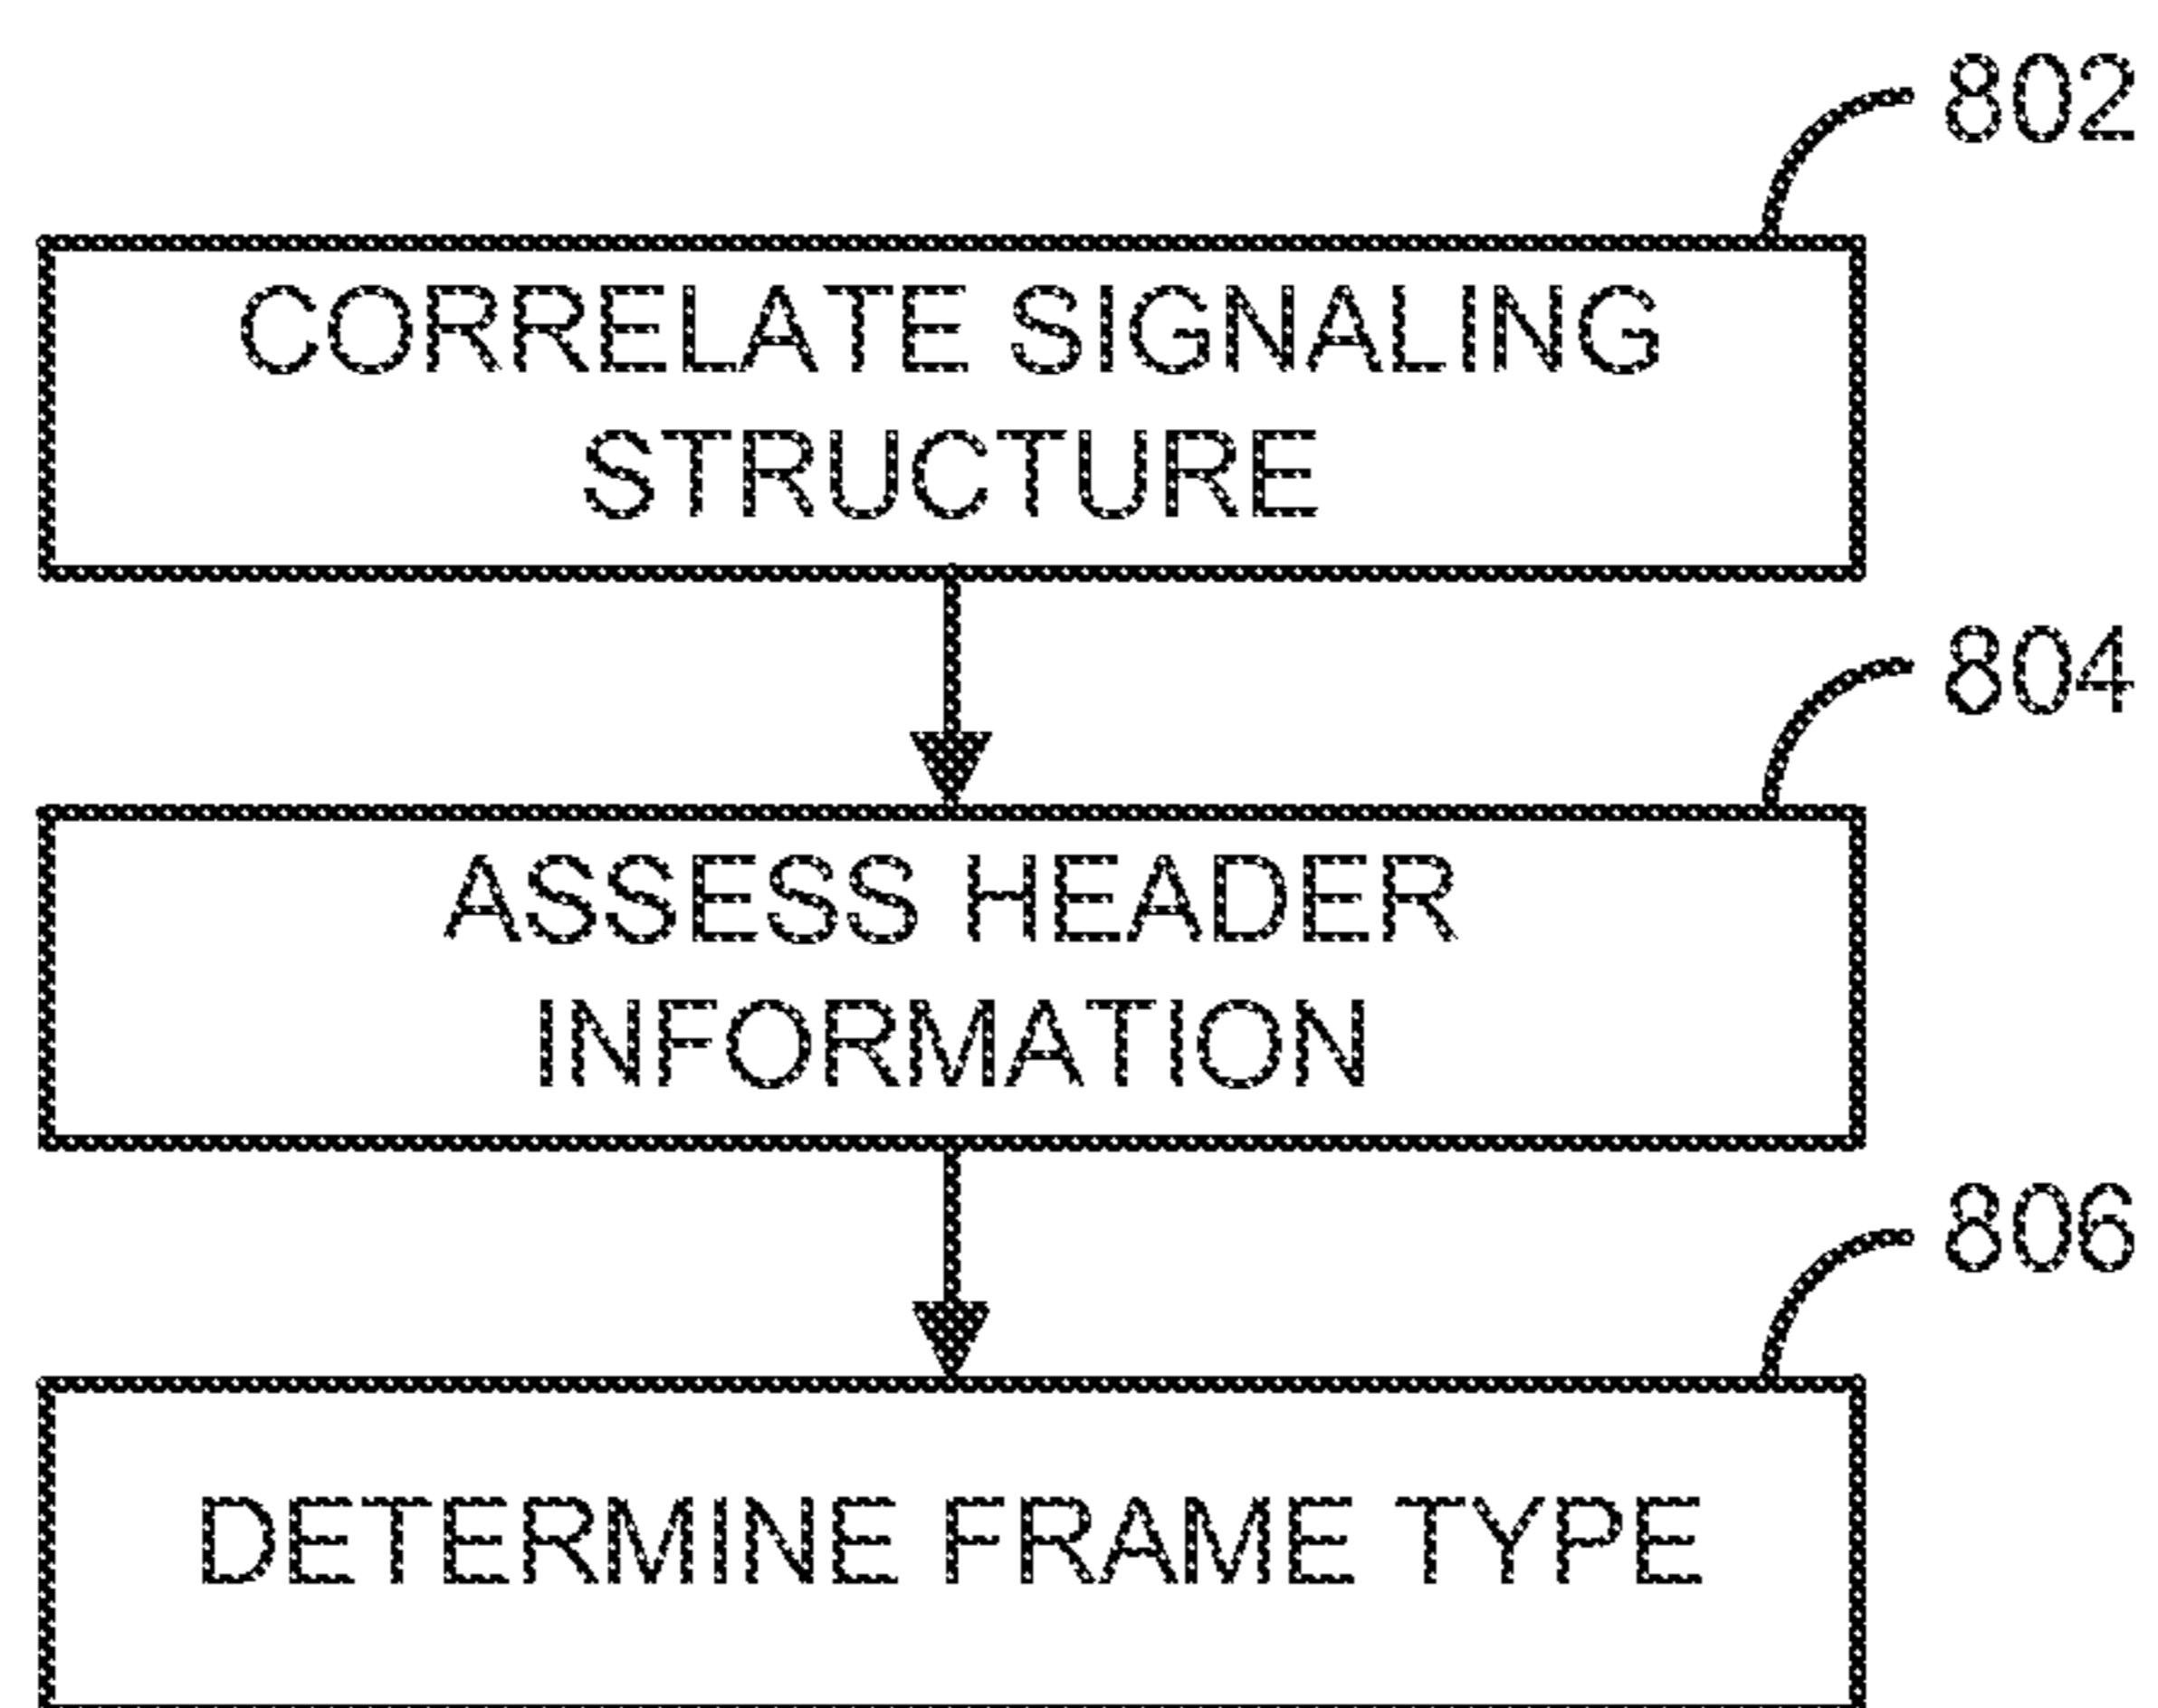 802
CORRELATE SIGNALING
STRUCTURE
804
ASSESS HEADER
INFORMATION
806
DETERMINE FRAME TYPE